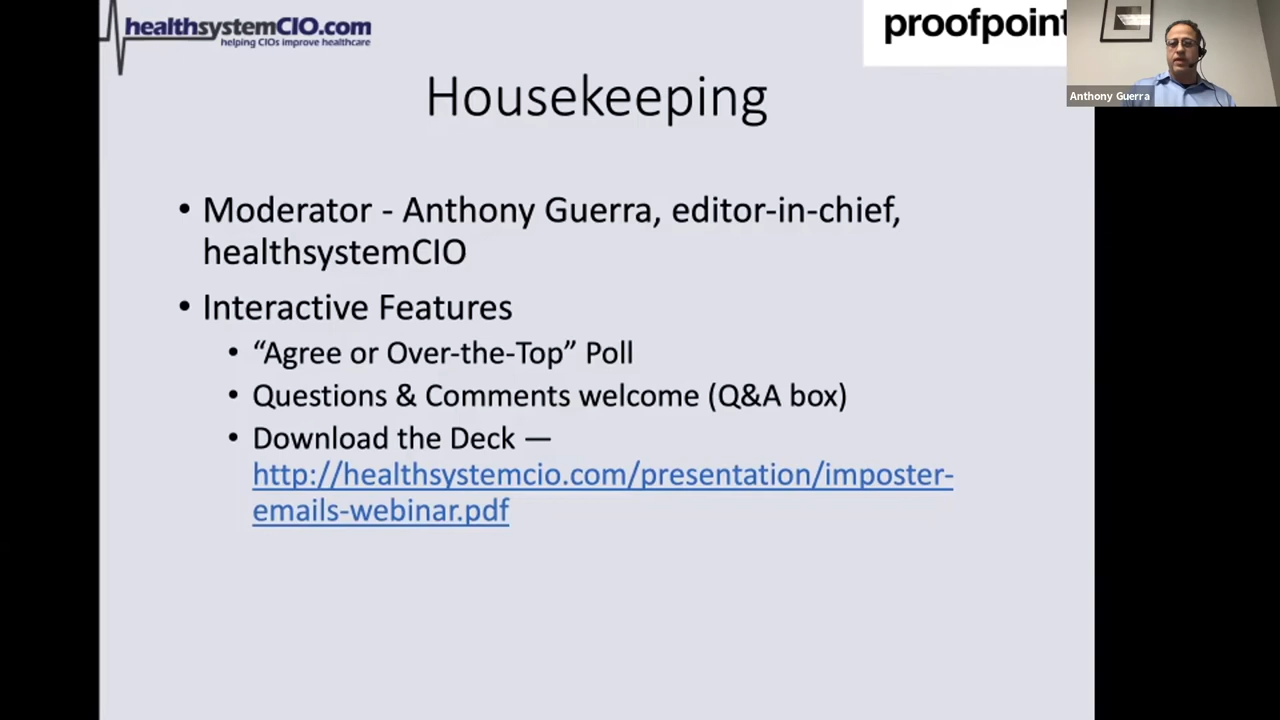 healthsystemCIO.com
helping CIOs improve healthcare
proofpoint
Anthony Guerra
Housekeeping
• Moderator - Anthony Guerra, editor-in-chief,
healthsystemCIO
• Interactive Features
• “Agree or Over-the-Top” Poll
• Questions & Comments welcome (Q&A box)
• Download the Deck —
http://healthsystemcio.com/presentation/imposter-
emails-webinar.pdf